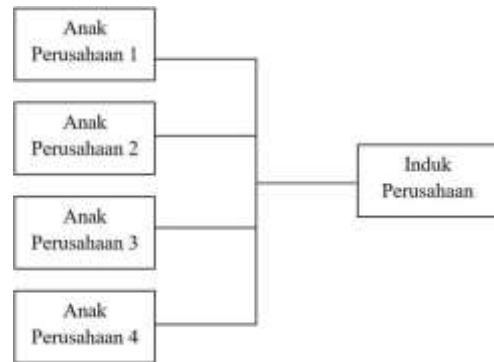 Anak
Perusahaan 1
Anak
Perusahaan 2
Anak
Perusahaan 3
Anak
Perusahaan 4
Induk
Perusahaan